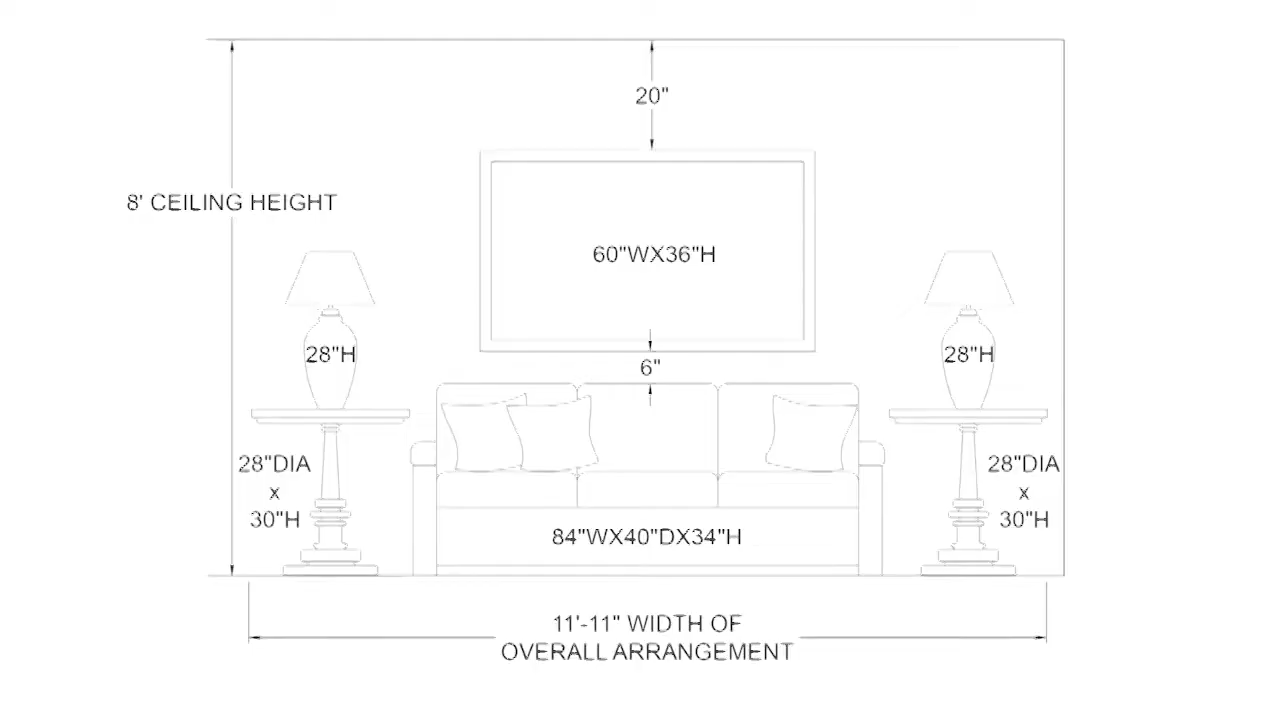 20"
8' CEILING HEIGHT
60"WX36"H
28"H
6"
28"H
28"DIA
x
30"H
28"DIA
x
30"H
84"WX40"DX34"H
11'-11" WIDTH OF
OVERALL ARRANGEMENT